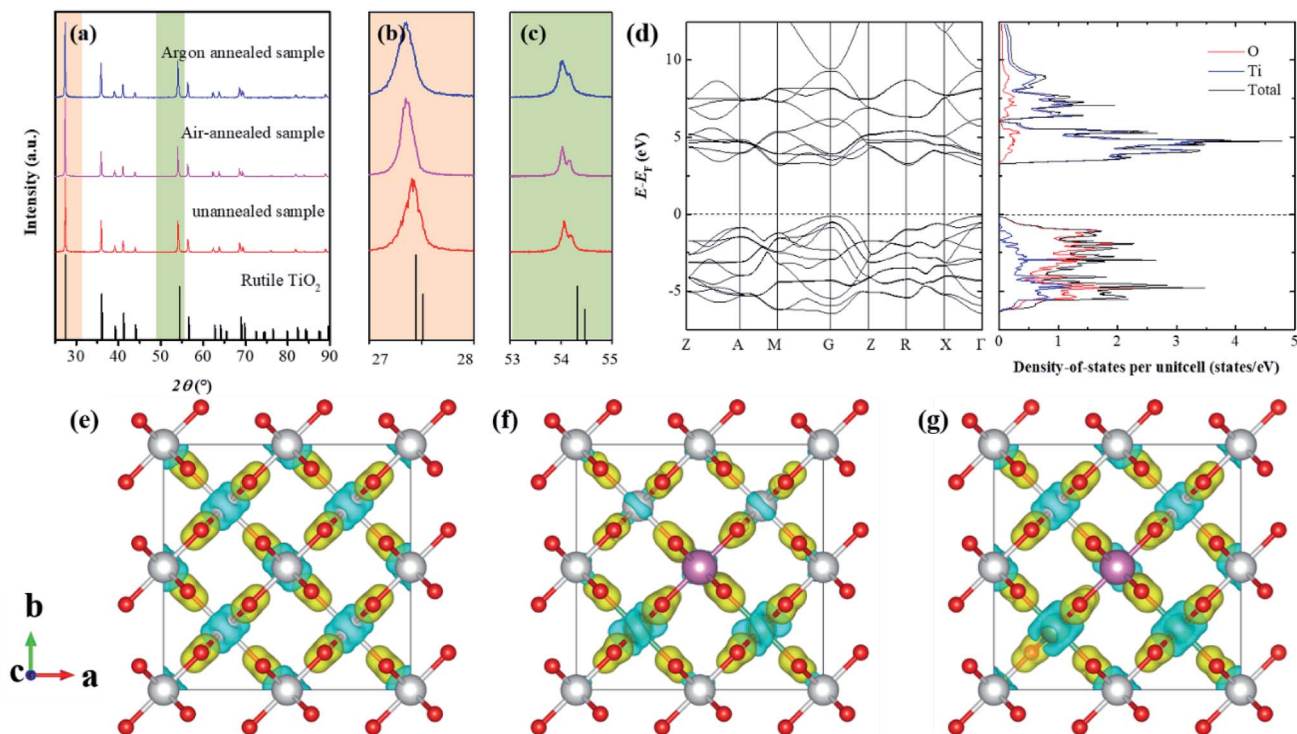 (a)
Argon annealed sample
Air-annealed sample
unannealed sample
Rutile TiO2
Intensity (a.u.)
30 40 50 60 70 80 90
2θ (°)
(b)
27 28
(c)
53 54 55
(d)
E-EF (eV)
10
5
0
-5
Z A M G Z R X Γ
O
Ti
Total
0 1 2 3 4 5
Density-of-states per unitcell (states/eV)
(e)
(f)
(g)
b
c a